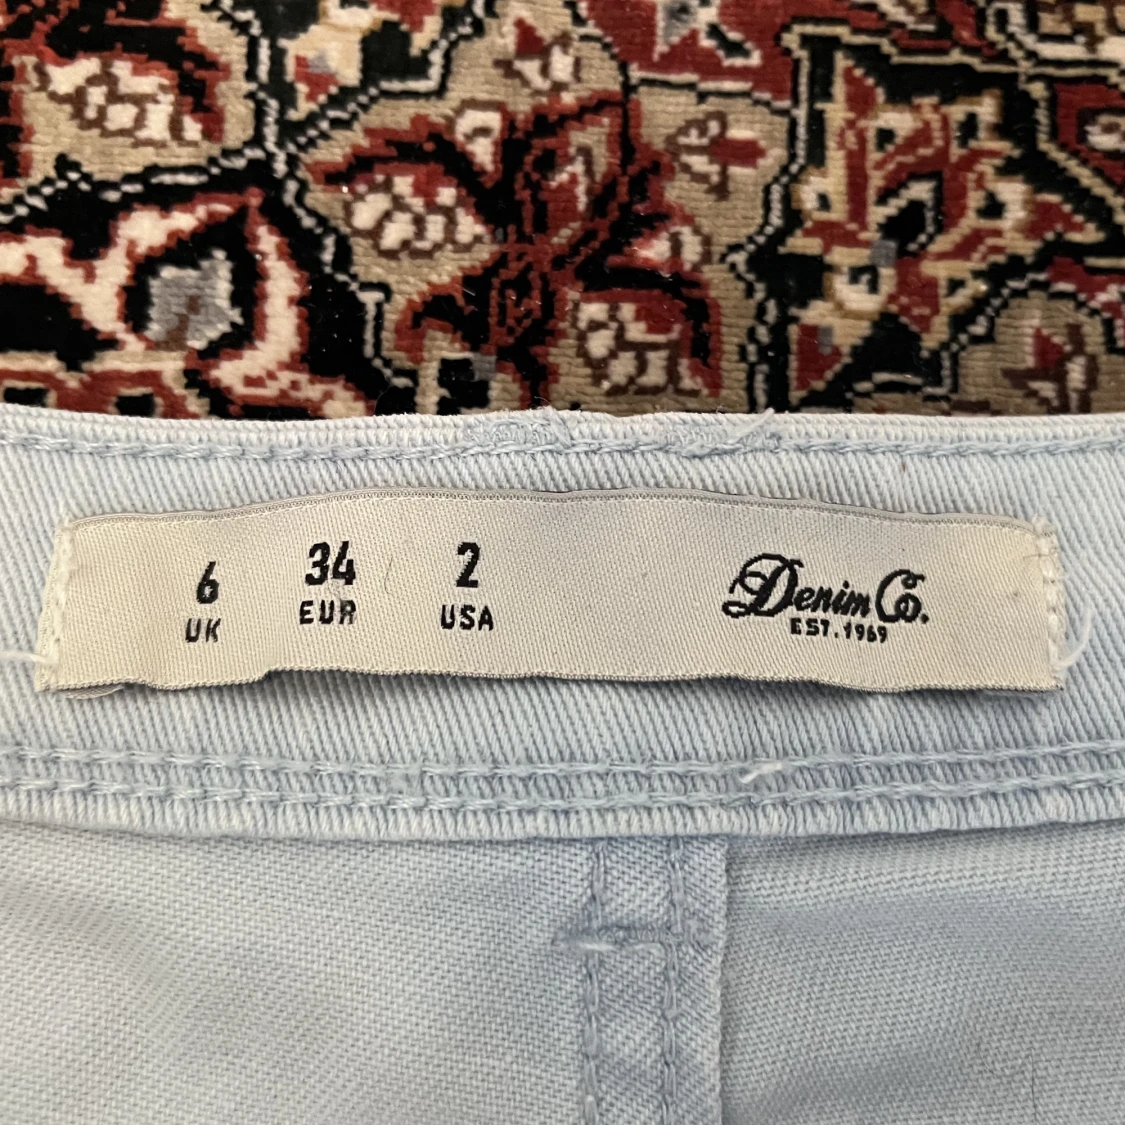 6 34 2
UK EUR USA
Denim Co.
EST. 1969